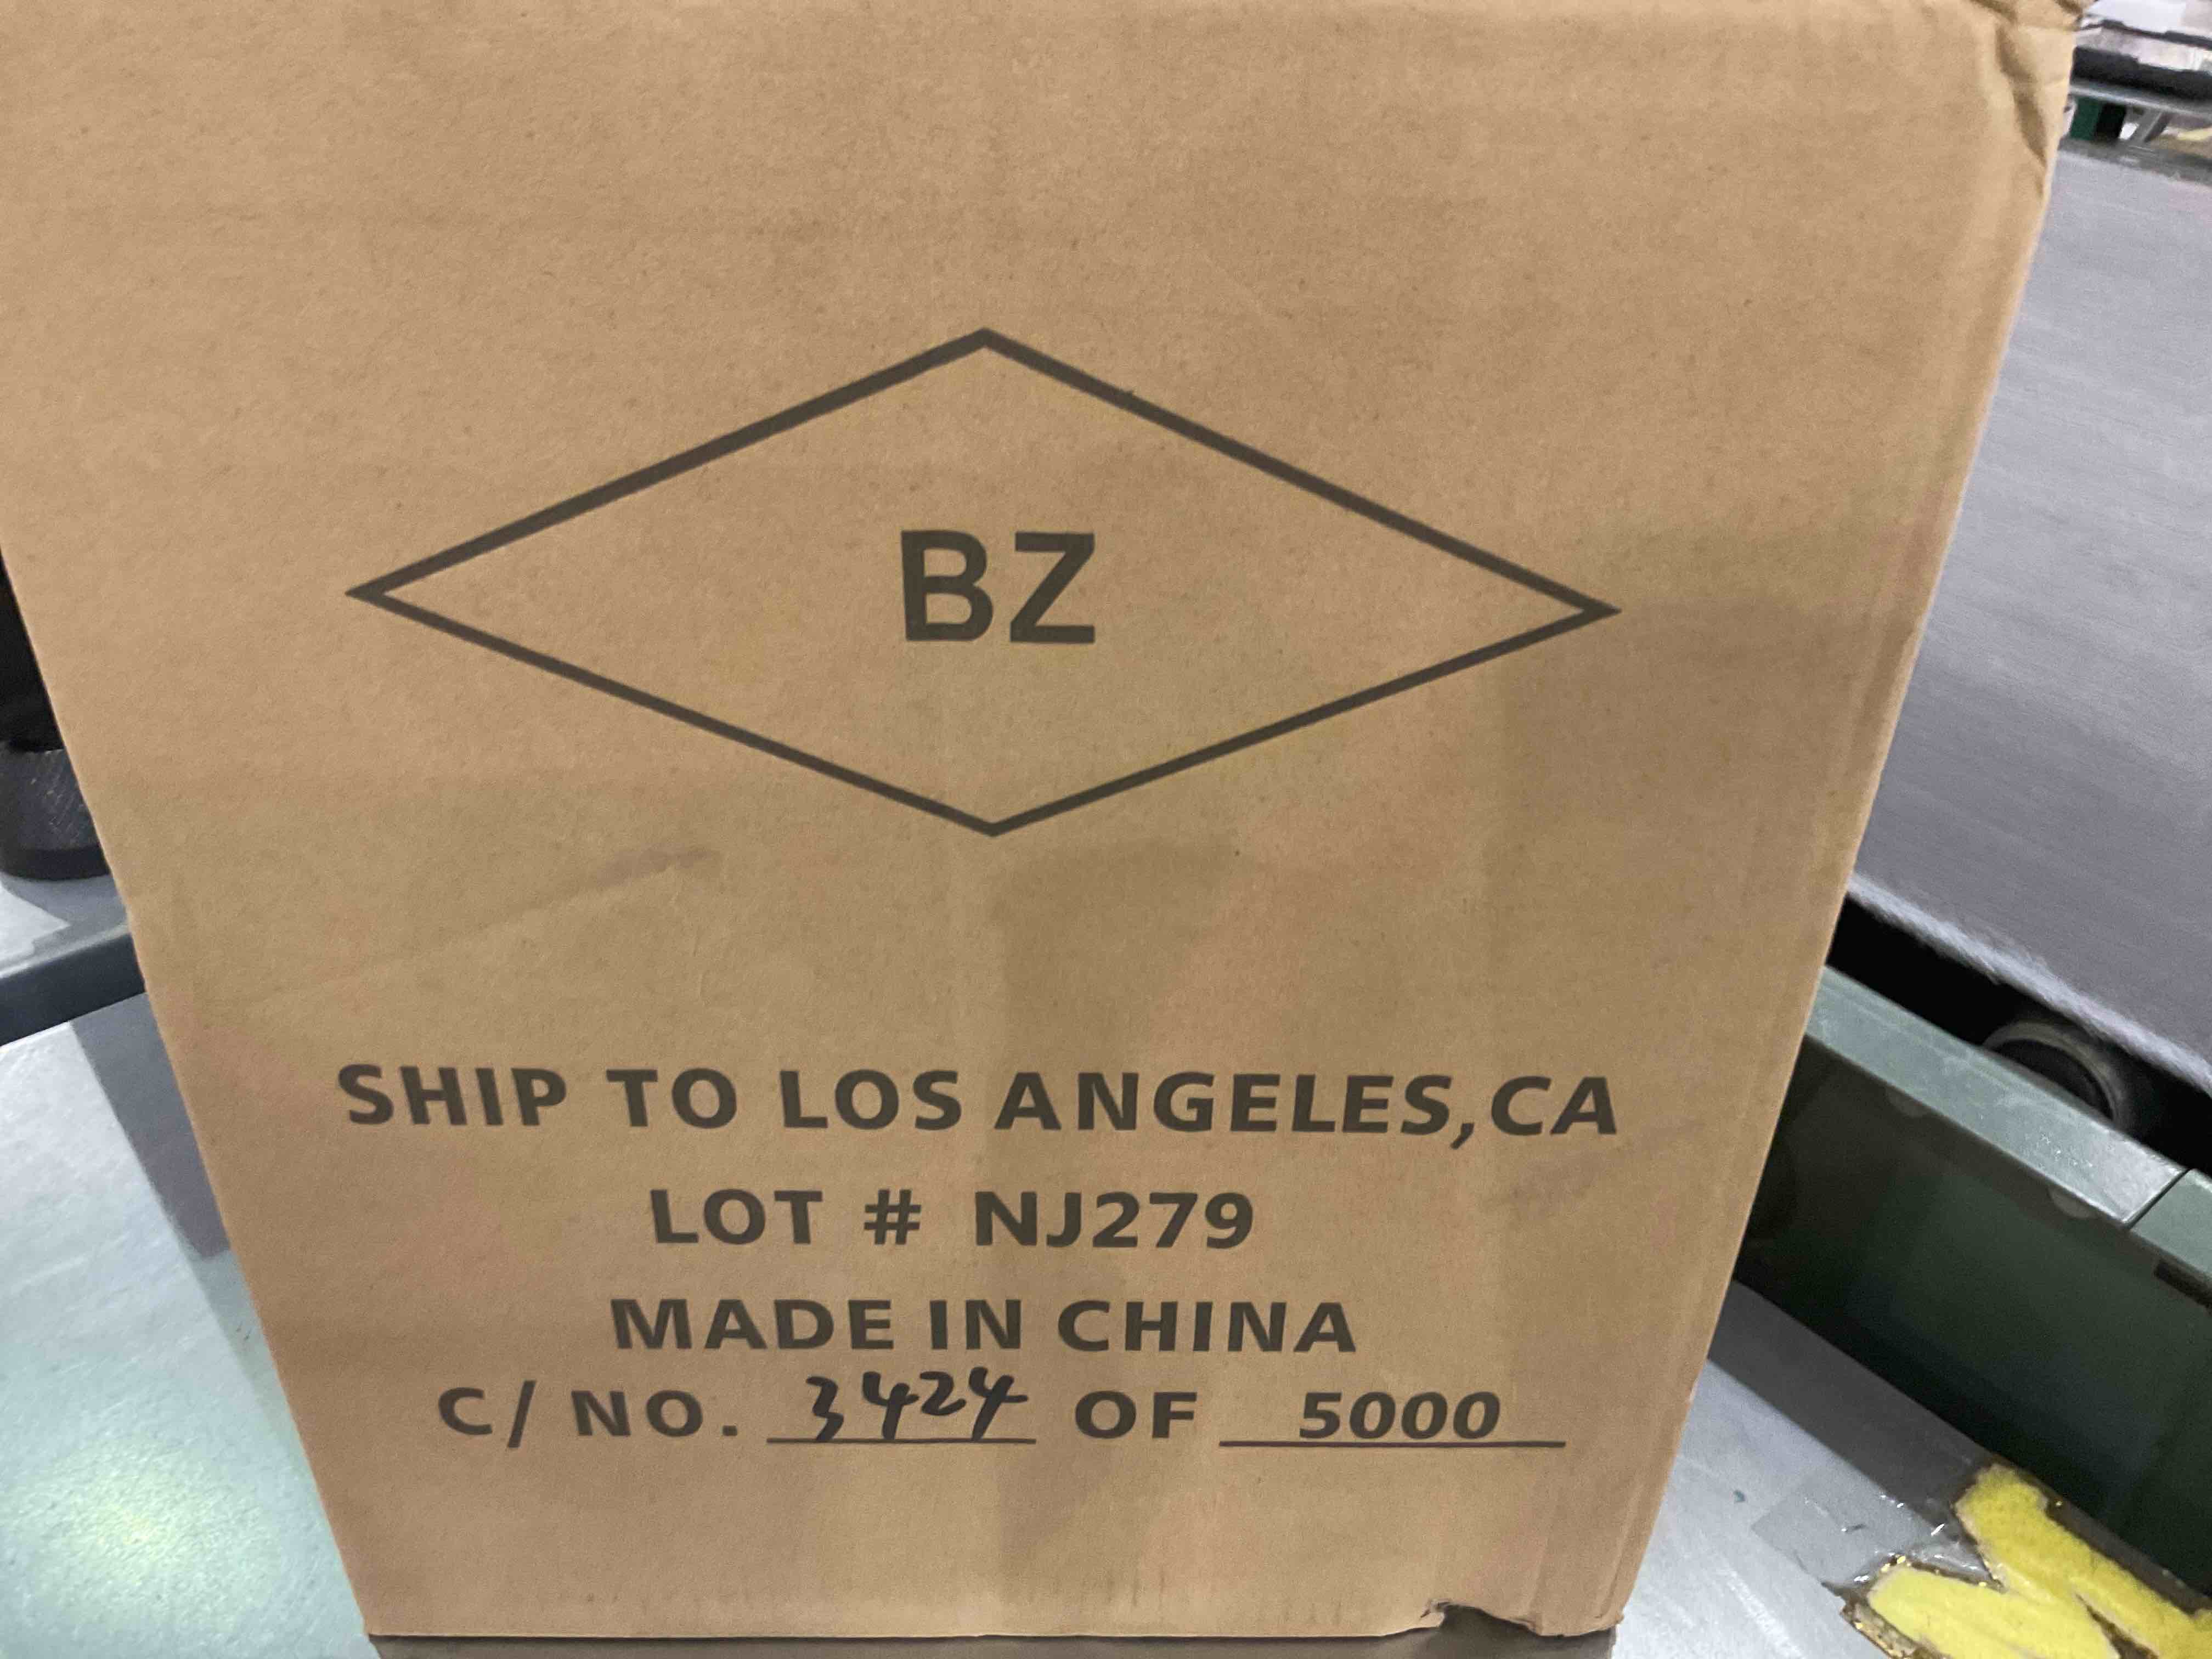 BZ
SHIP TO LOS ANGELES,CA
LOT # NJ279
MADE IN CHINA
C/ NO. 3424 OF 5000